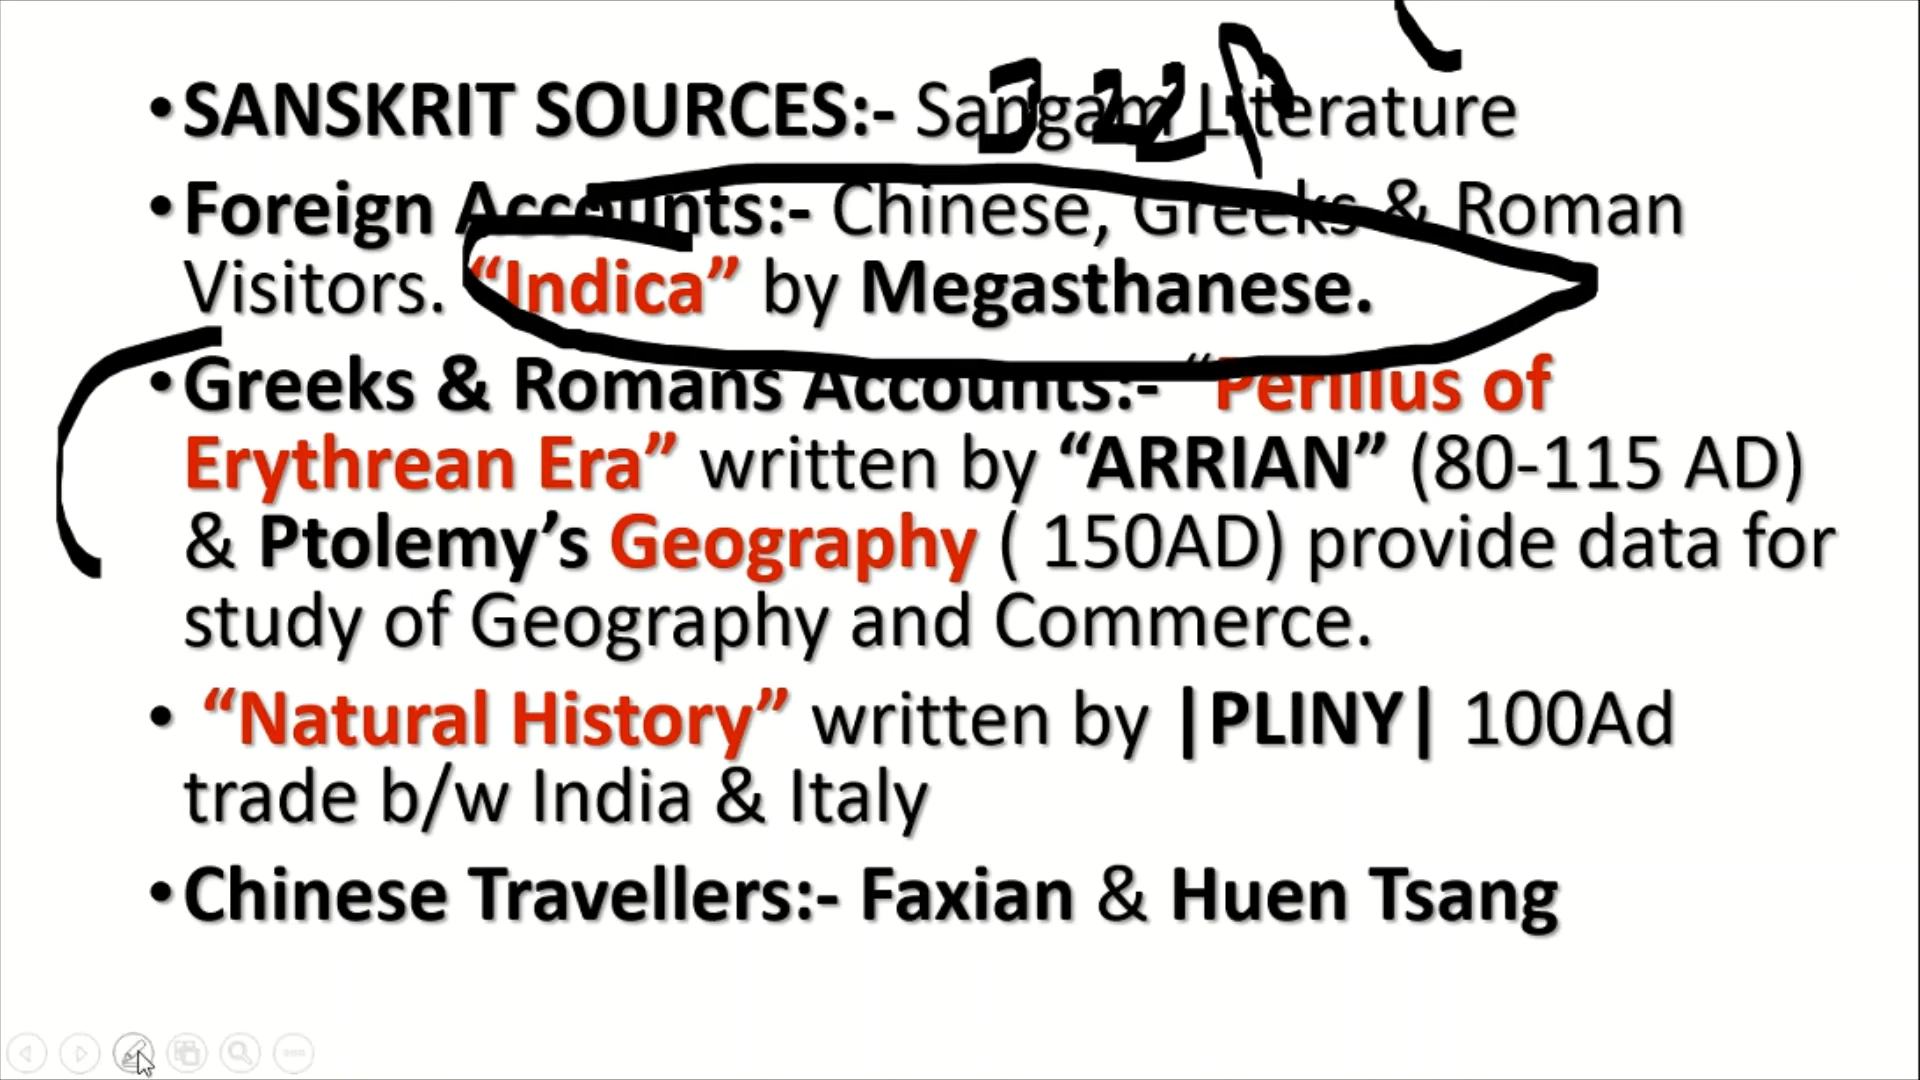 • SANSKRIT SOURCES:- Sangam Literature
• Foreign Accounts:- Chinese, Greeks & Roman
Visitors. “Indica” by Megasthanese.
• Greeks & Romans Accounts:- “Perillus of
Erythrean Era” written by “ARRIAN” (80-115 AD)
& Ptolemy’s Geography ( 150AD) provide data for
study of Geography and Commerce.
• “Natural History” written by |PLINY| 100Ad
trade b/w India & Italy
• Chinese Travellers:- Faxian & Huen Tsang